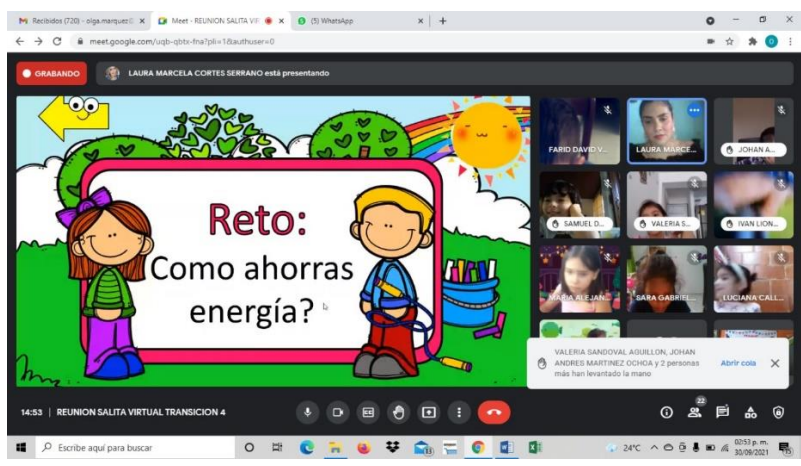 Recibidos (720) - olga.marquez@
Meet - REUNION SALITA VIR
(5) WhatsApp
meet.google.com/uqb-qbtx-fna?pli=1&authuser=0
GRABANDO
LAURA MARCELA CORTES SERRANO está presentando
Reto:
Como ahorras
energía?
FARID DAVID V...
LAURA MARCE...
JOHAN A...
SAMUEL D...
VALERIA S...
IVAN LION...
MARIA ALEJAN...
SARA GABRIEL...
LUCIANA CALL...
VALERIA SANDOVAL AGUILLON, JOHAN
ANDRES MARTINEZ OCHOA y 2 personas
más han levantado la mano
Abrir cola
14:53 | REUNION SALITA VIRTUAL TRANSICION 4
22
Escribe aquí para buscar
24°C
02:53 p. m.
30/09/2021